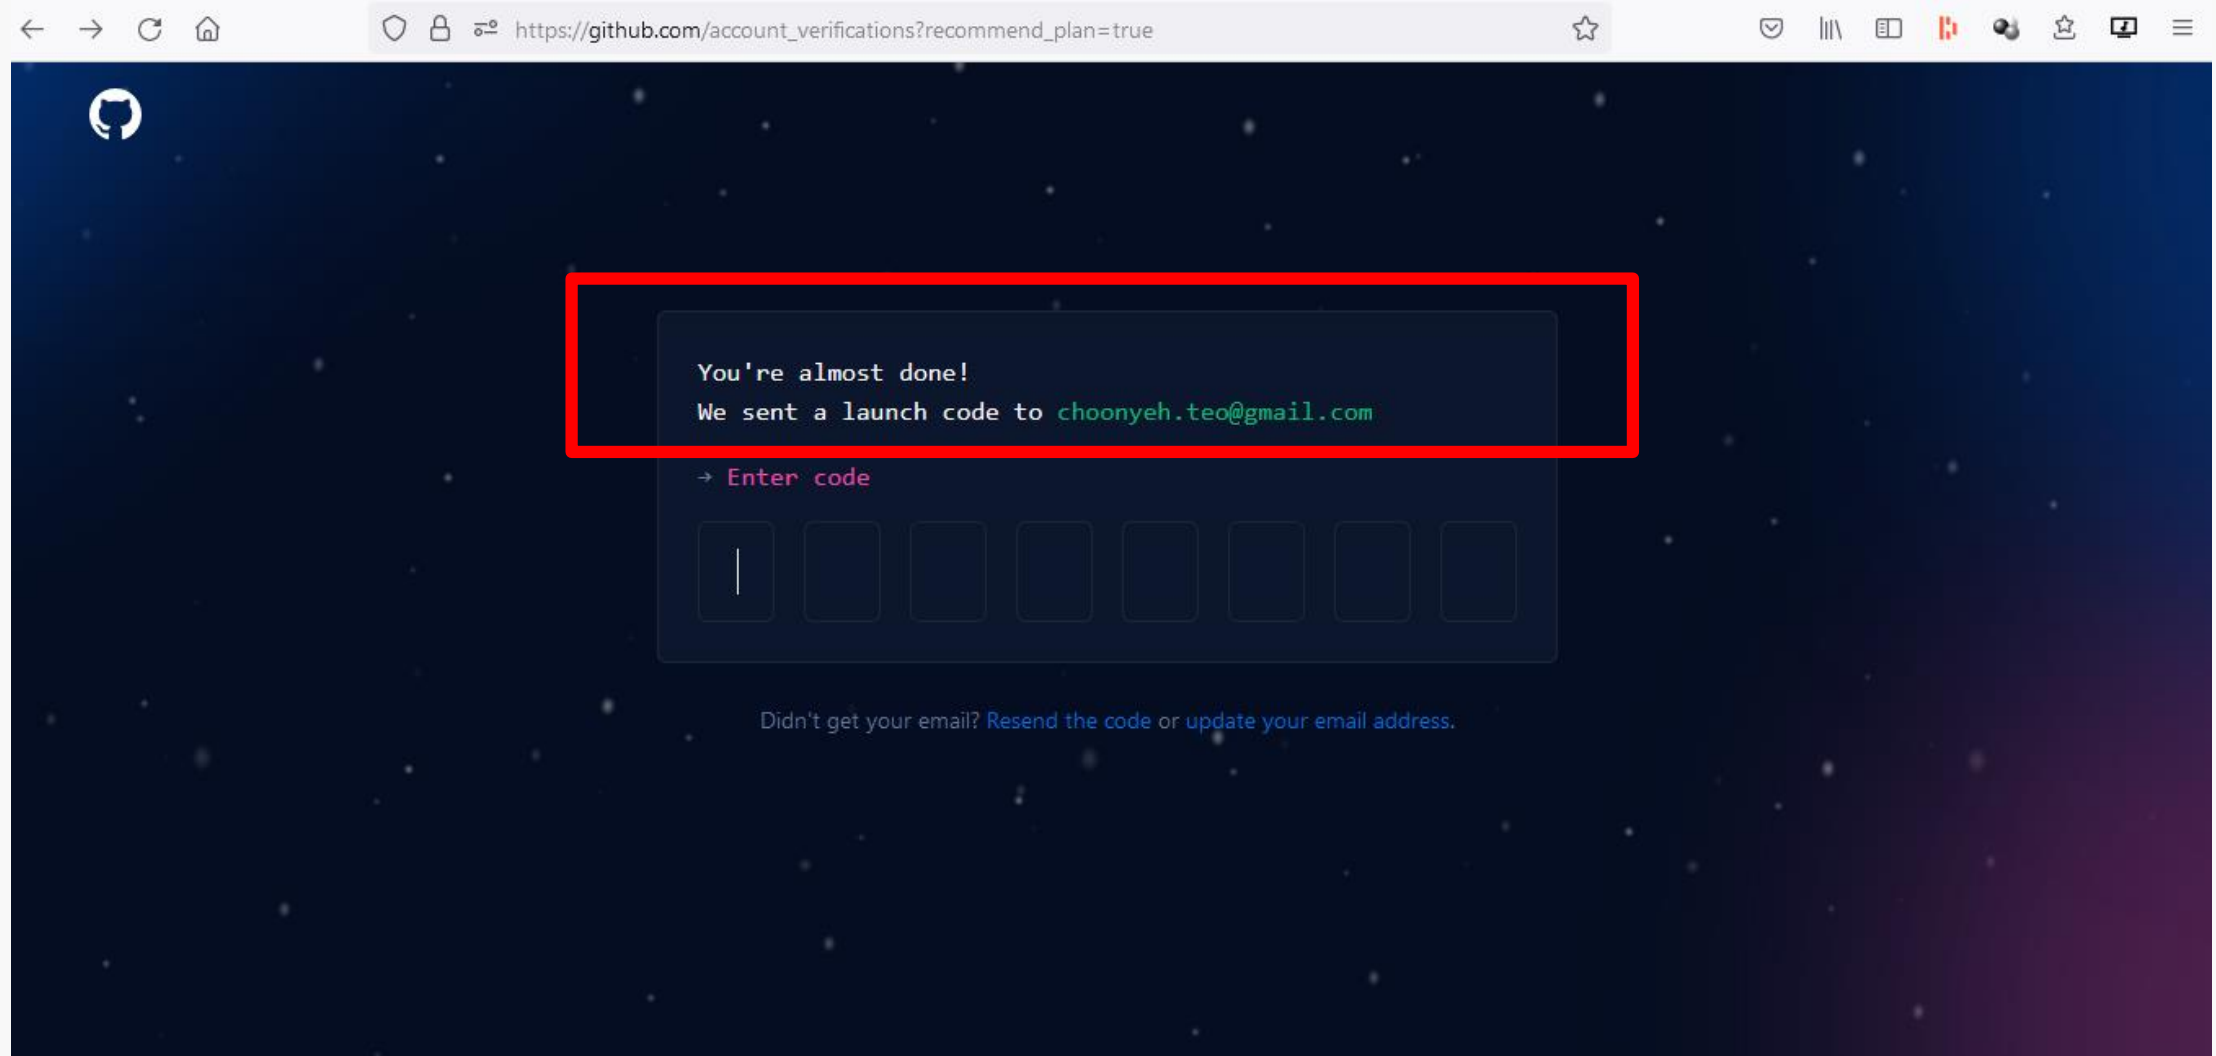 https://github.com/account_verifications?recommend_plan=true
You're almost done!
We sent a launch code to choonyeh.teo@gmail.com
→ Enter code
Didn't get your email? Resend the code or update your email address.